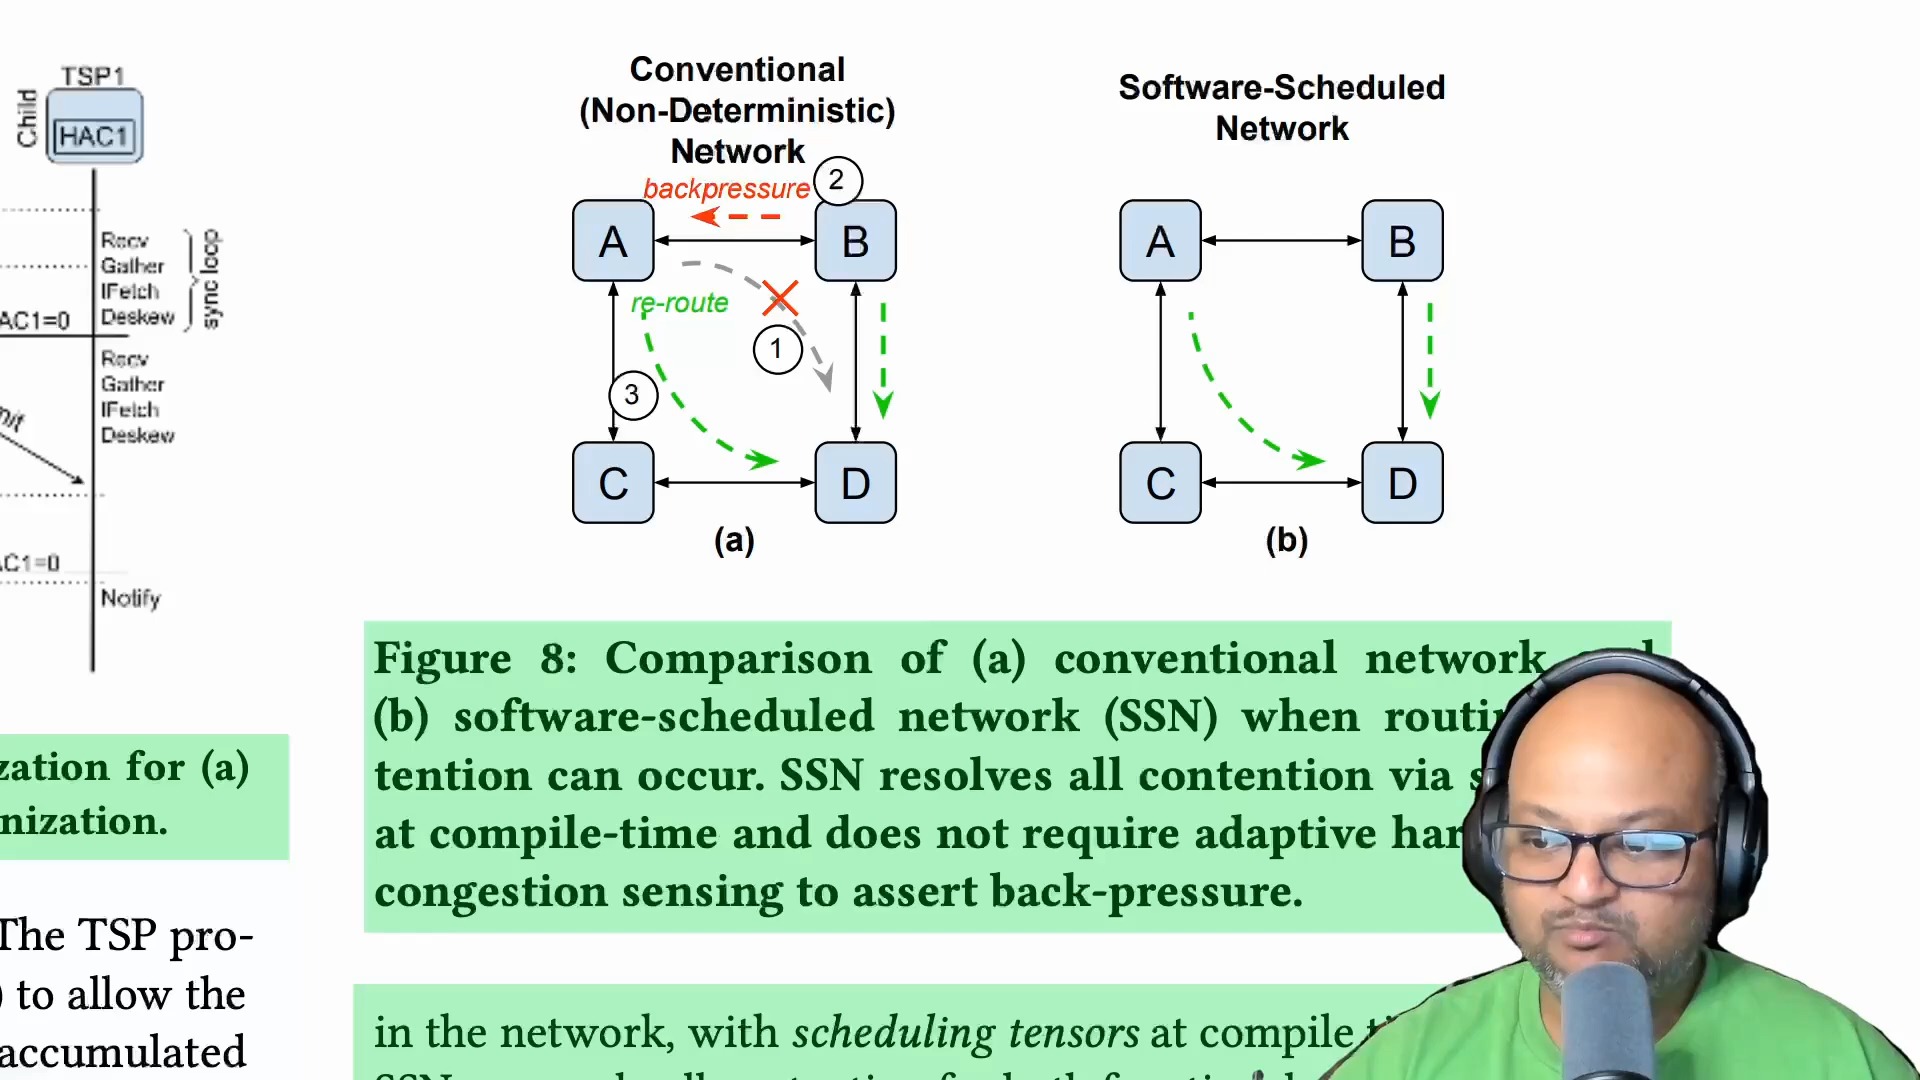 TSP1
Child
HAC1
Recv
Gather
IFetch
Deskew
sync loop
AC1=0
Recv
Gather
IFetch
Deskew
AC1=0
Notify
zation for (a)
nization.
The TSP pro-
) to allow the
accumulated
Conventional
(Non-Deterministic)
Network
backpressure
2
A
B
re-route
1
3
C
D
(a)
Software-Scheduled
Network
A
B
C
D
(b)
Figure 8: Comparison of (a) conventional network
(b) software-scheduled network (SSN) when
tention can occur. SSN resolves all contention via
at compile-time and does not require adaptive
congestion sensing to assert back-pressure.
in the network, with scheduling tensors at compile